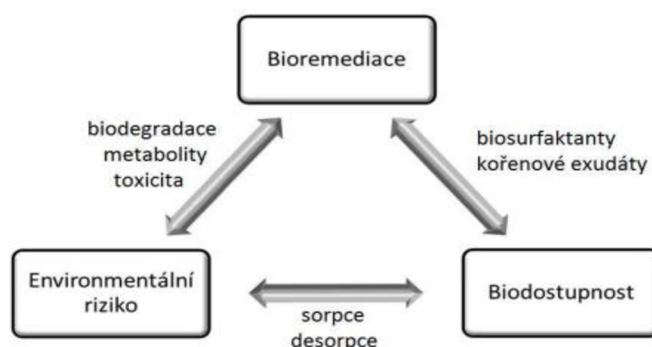 Bioremediace
biodegradace
metabolity
toxicita
biosurfaktanty
kořenové exudáty
Environmentální
riziko
Biodostupnost
sorpce
desorpce